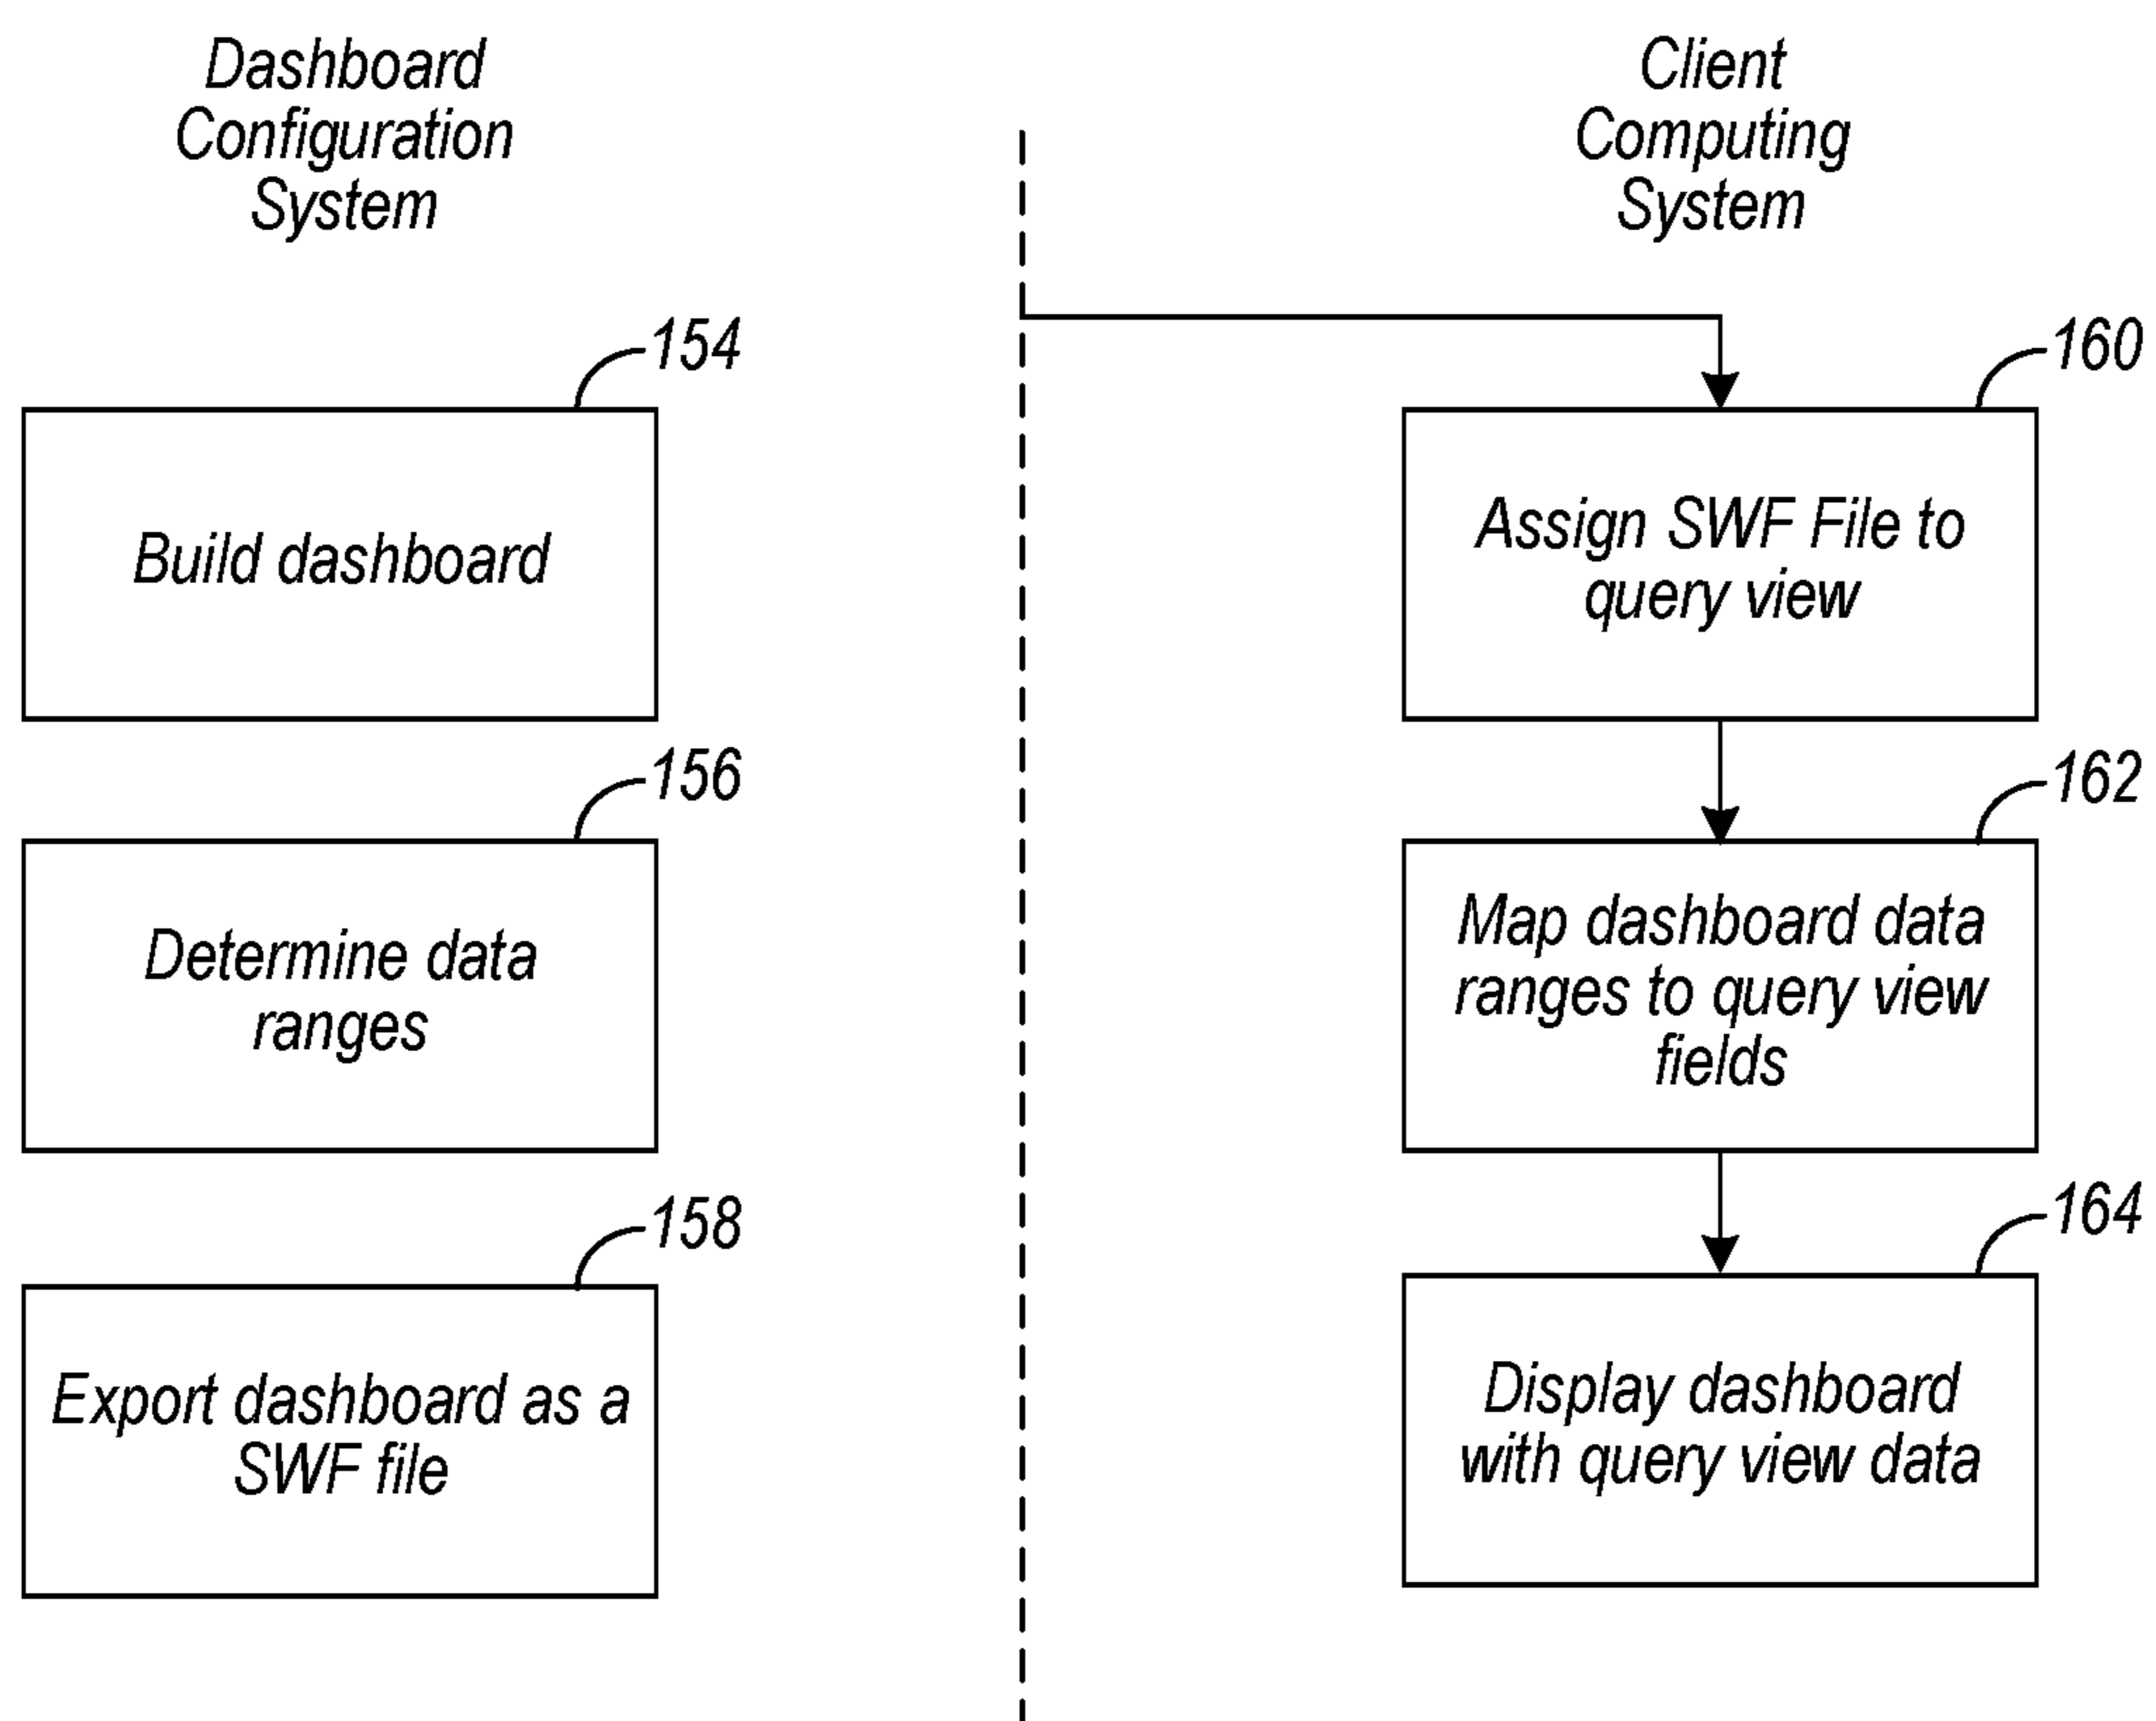 Dashboard
Configuration
System
154
Build dashboard
156
Determine data
ranges
158
Export dashboard as a
SWF file
Client
Computing
System
160
Assign SWF File to
query view
162
Map dashboard data
ranges to query view
fields
164
Display dashboard
with query view data